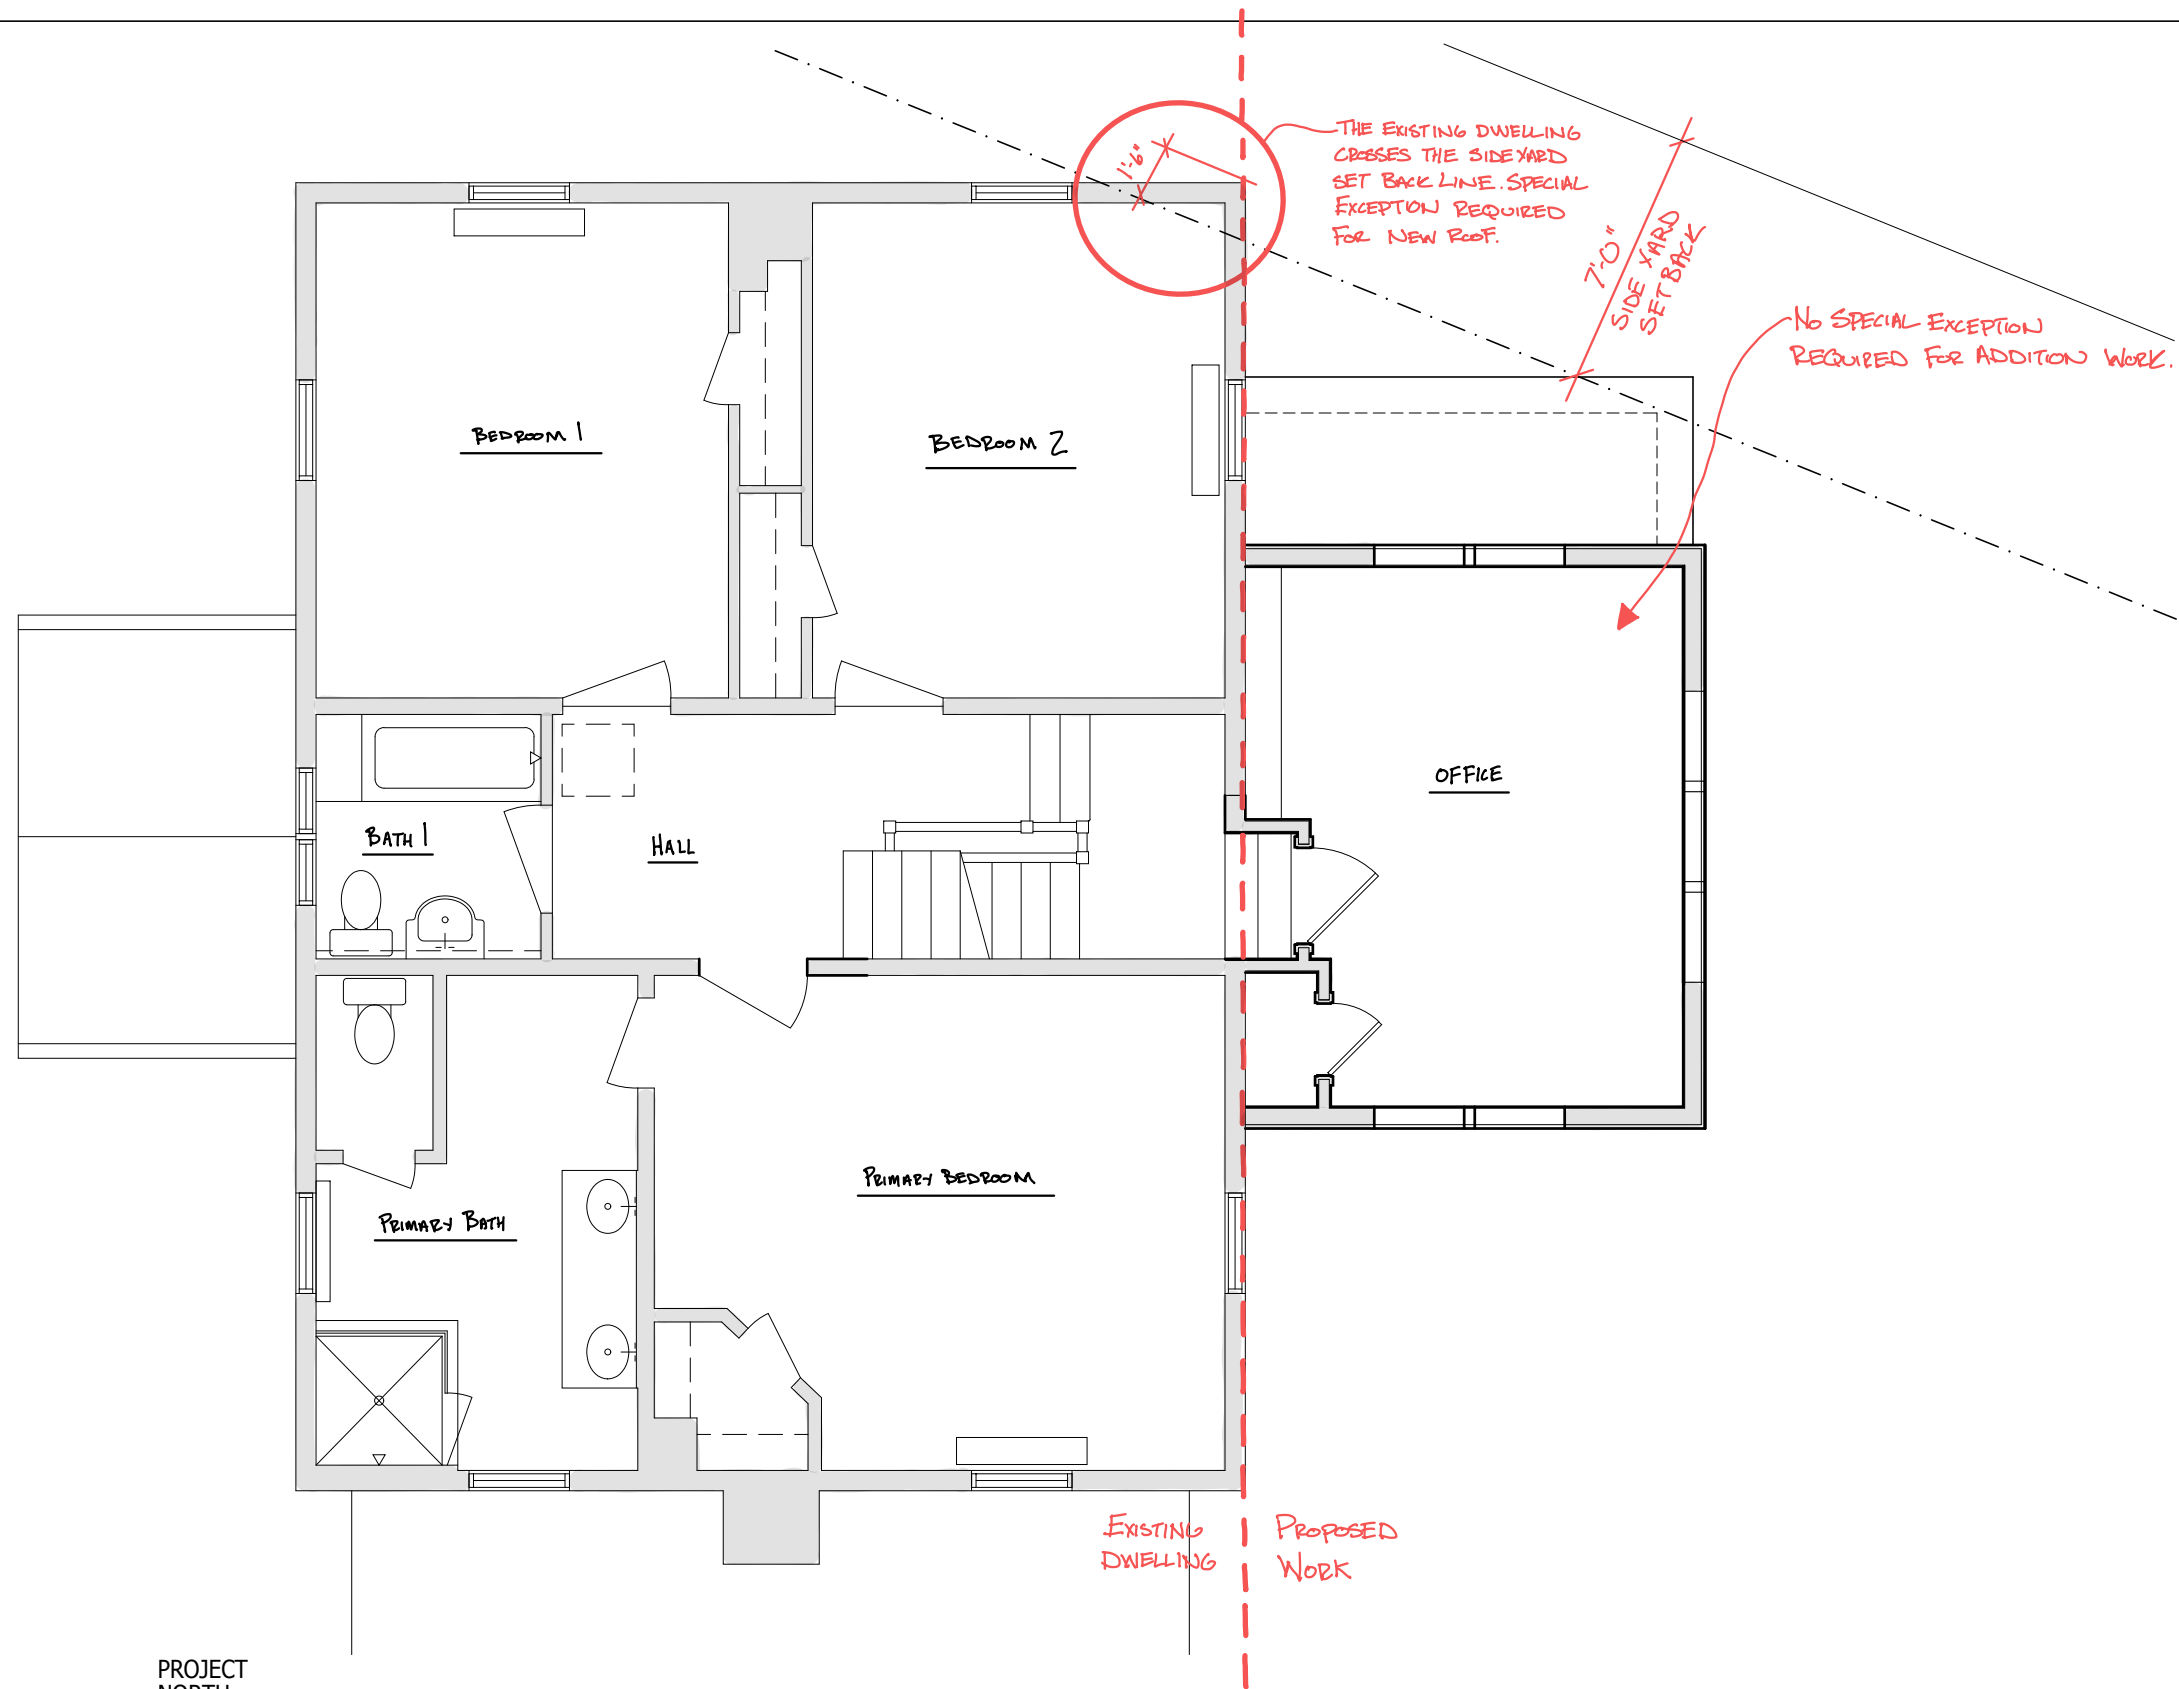 1'-6"
THE EXISTING DWELLING
CROSSES THE SIDE YARD
SET BACK LINE. SPECIAL
EXCEPTION REQUIRED
FOR NEW ROOF.
7'-0"
SIDE YARD
SETBACK
NO SPECIAL EXCEPTION
REQUIRED FOR ADDITION WORK.
BEDROOM 1
BEDROOM 2
OFFICE
BATH 1
HALL
PRIMARY BEDROOM
PRIMARY BATH
EXISTING
DWELLING
PROPOSED
WORK
PROJECT
NORTH